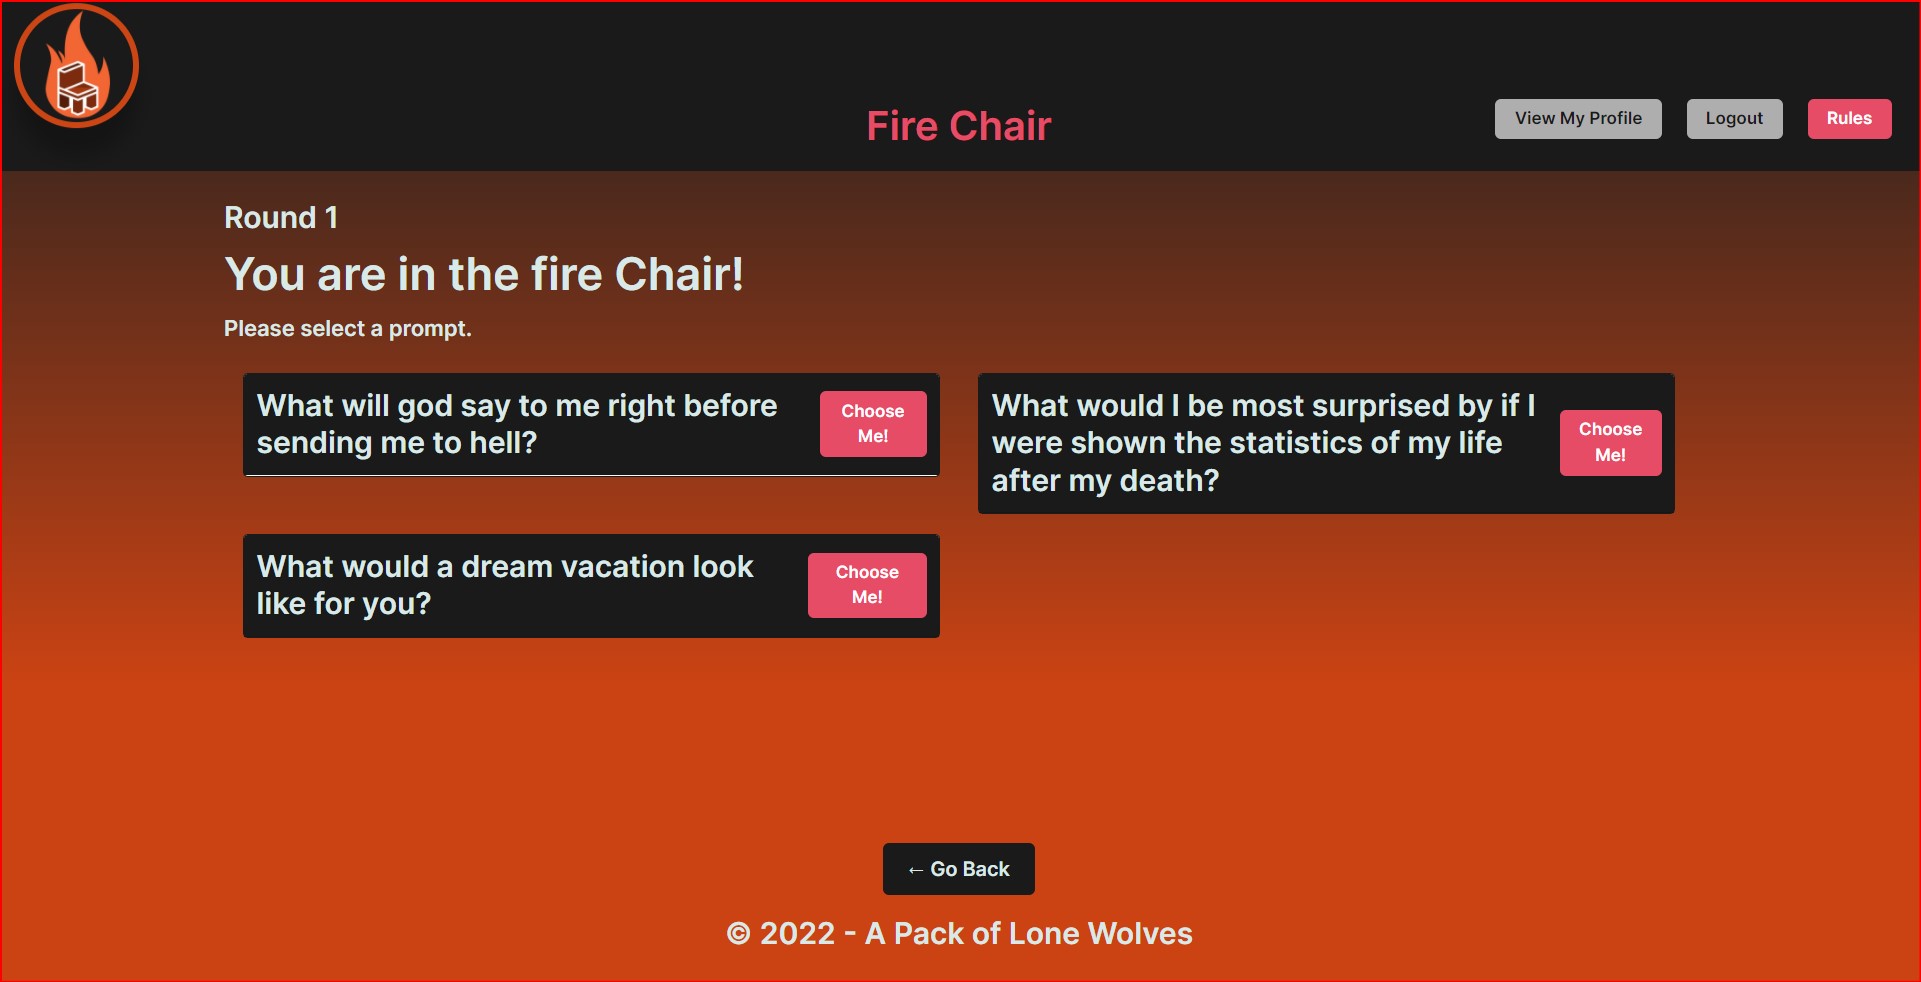 Fire Chair
View My Profile
Logout
Rules
Round 1
You are in the fire Chair!
Please select a prompt.
What will god say to me right before
sending me to hell?
Choose
Me!
What would I be most surprised by if I
were shown the statistics of my life
after my death?
Choose
Me!
What would a dream vacation look
like for you?
Choose
Me!
← Go Back
© 2022 - A Pack of Lone Wolves